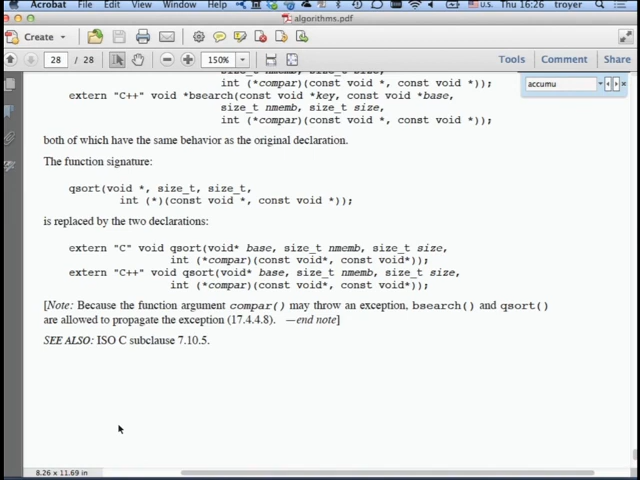 Acrobat File Edit View Window Help U.S. Thu 16:26 troyer
algorithms.pdf
Create
28 / 28 150% Tools Comment Share
accumu
int (*compar)(const void *, const void *));
extern "C++" void *bsearch(const void *key, const void *base,
size_t nmemb, size_t size,
int (*compar)(const void *, const void *));
both of which have the same behavior as the original declaration.
The function signature:
qsort(void *, size_t, size_t,
int (*)(const void *, const void *));
is replaced by the two declarations:
extern "C" void qsort(void* base, size_t nmemb, size_t size,
int (*compar)(const void*, const void*));
extern "C++" void qsort(void* base, size_t nmemb, size_t size,
int (*compar)(const void*, const void*));
[Note: Because the function argument compar() may throw an exception, bsearch() and qsort()
are allowed to propagate the exception (17.4.4.8). —end note]
SEE ALSO: ISO C subclause 7.10.5.
8.26 x 11.69 in